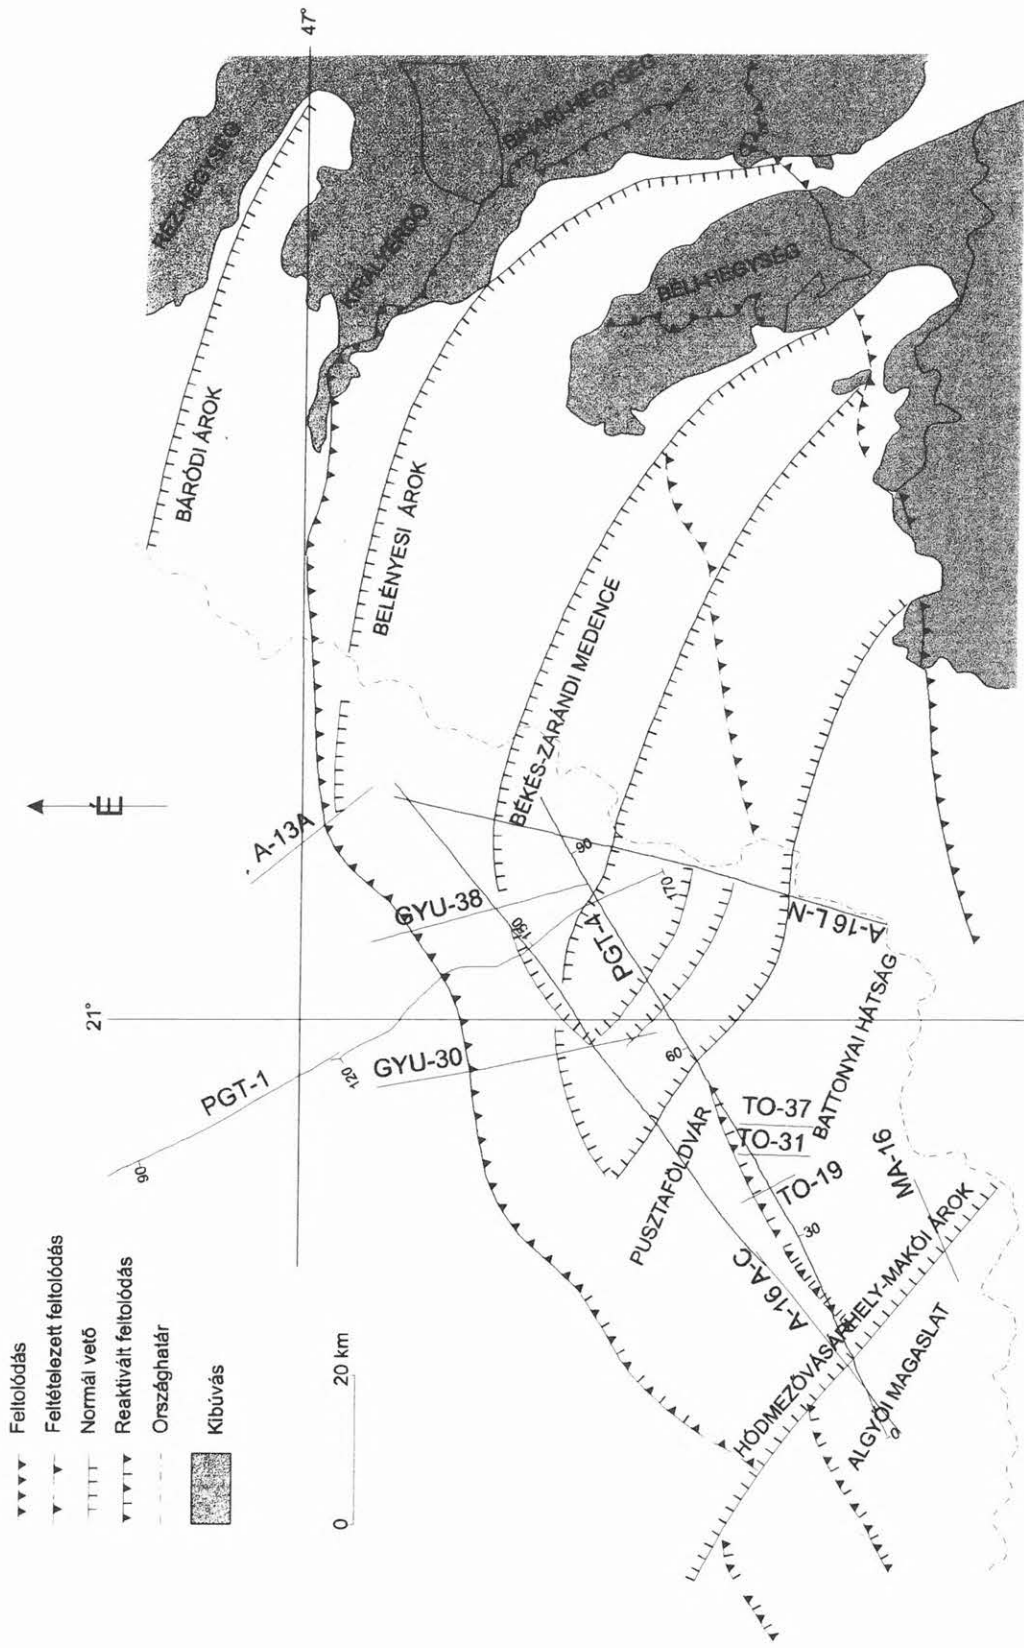 Feltolódás
Feltételezett feltolódás
Normál vető
Reaktivált feltolódás
Országhatár
Kibúvás
0 20 km
É
47°
21°
RÉZ-HEGYSÉG
KIRÁLYERDŐ
BIHARI-HEGYSÉG
BÉLI-HEGYSÉG
BÁRÓDI ÁROK
BELÉNYESI ÁROK
BÉKÉS-ZARÁNDI MEDENCE
A-13A
GYU-38
PGT-1
90
120
150
170
GYU-30
PGT-4
90
60
30
0
A-16 L-N
BATTONYAI HÁTSÁG
PUSZTAFÖLDVÁR
TO-37
TO-31
TO-19
MA-16
A-16 A-C
HÓDMEZŐVÁSÁRHELY-MAKÓI ÁROK
ALGYŐI MAGASLAT